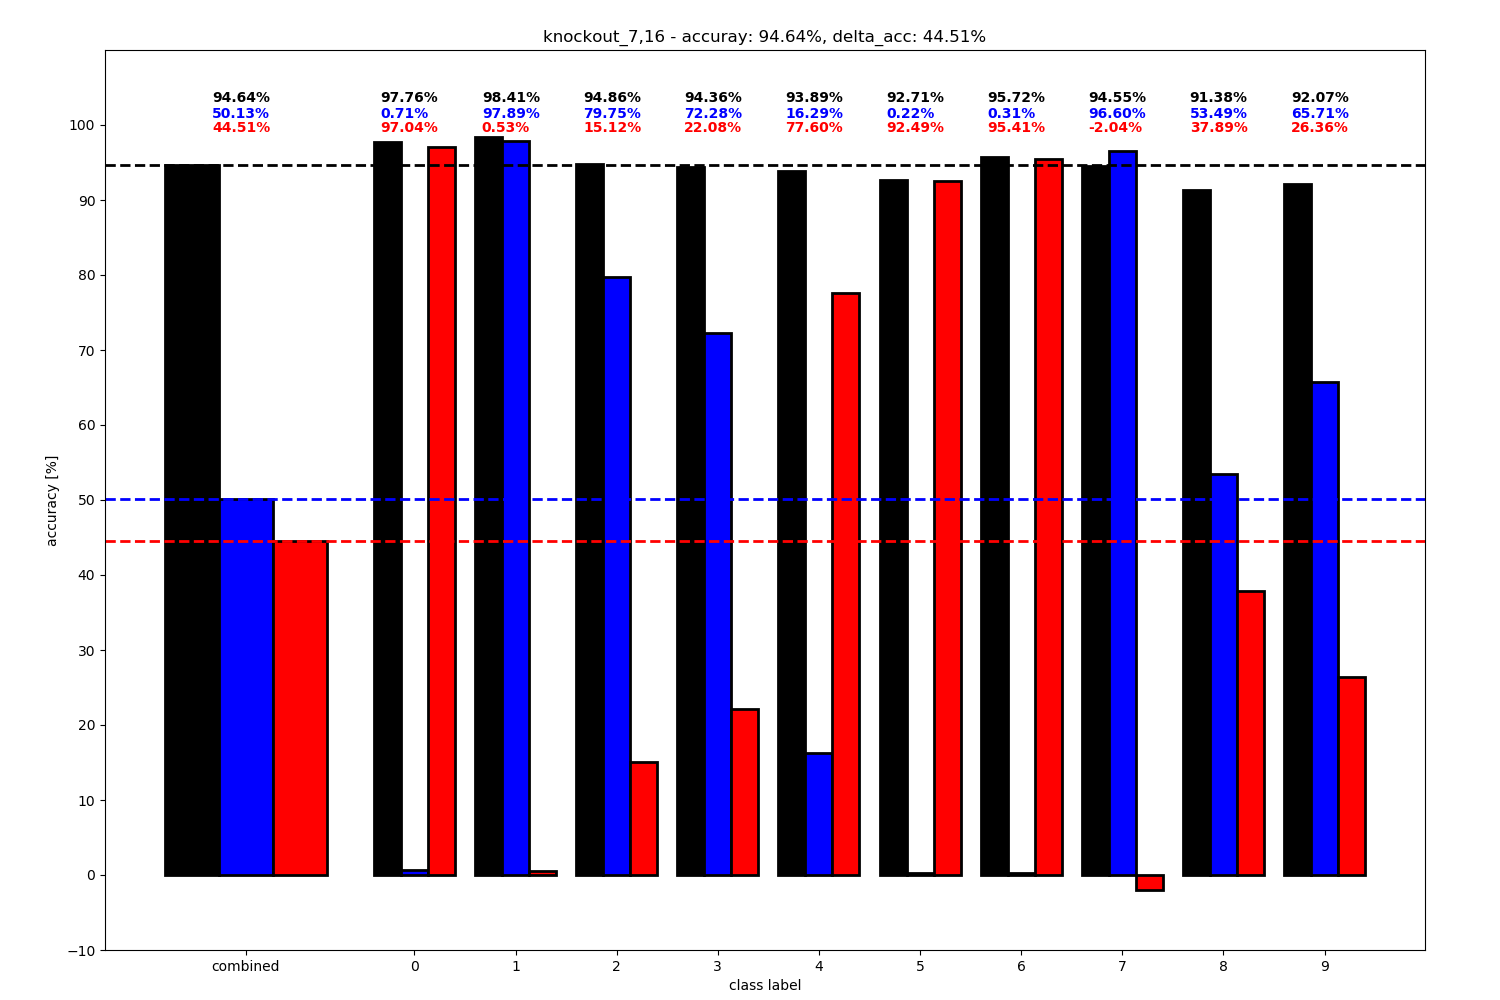 knockout_7,16 - accuray: 94.64%, delta_acc: 44.51%
94.64% 97.76% 98.41% 94.86% 94.36% 93.89% 92.71% 95.72% 94.55% 91.38% 92.07%
50.13% 0.71% 97.89% 79.75% 72.28% 16.29% 0.22% 0.31% 96.60% 53.49% 65.71%
44.51% 97.04% 0.53% 15.12% 22.08% 77.60% 92.49% 95.41% -2.04% 37.89% 26.36%
100
90
80
70
60
50
40
30
20
10
0
−10
accuracy [%]
combined 0 1 2 3 4 5 6 7 8 9
class label